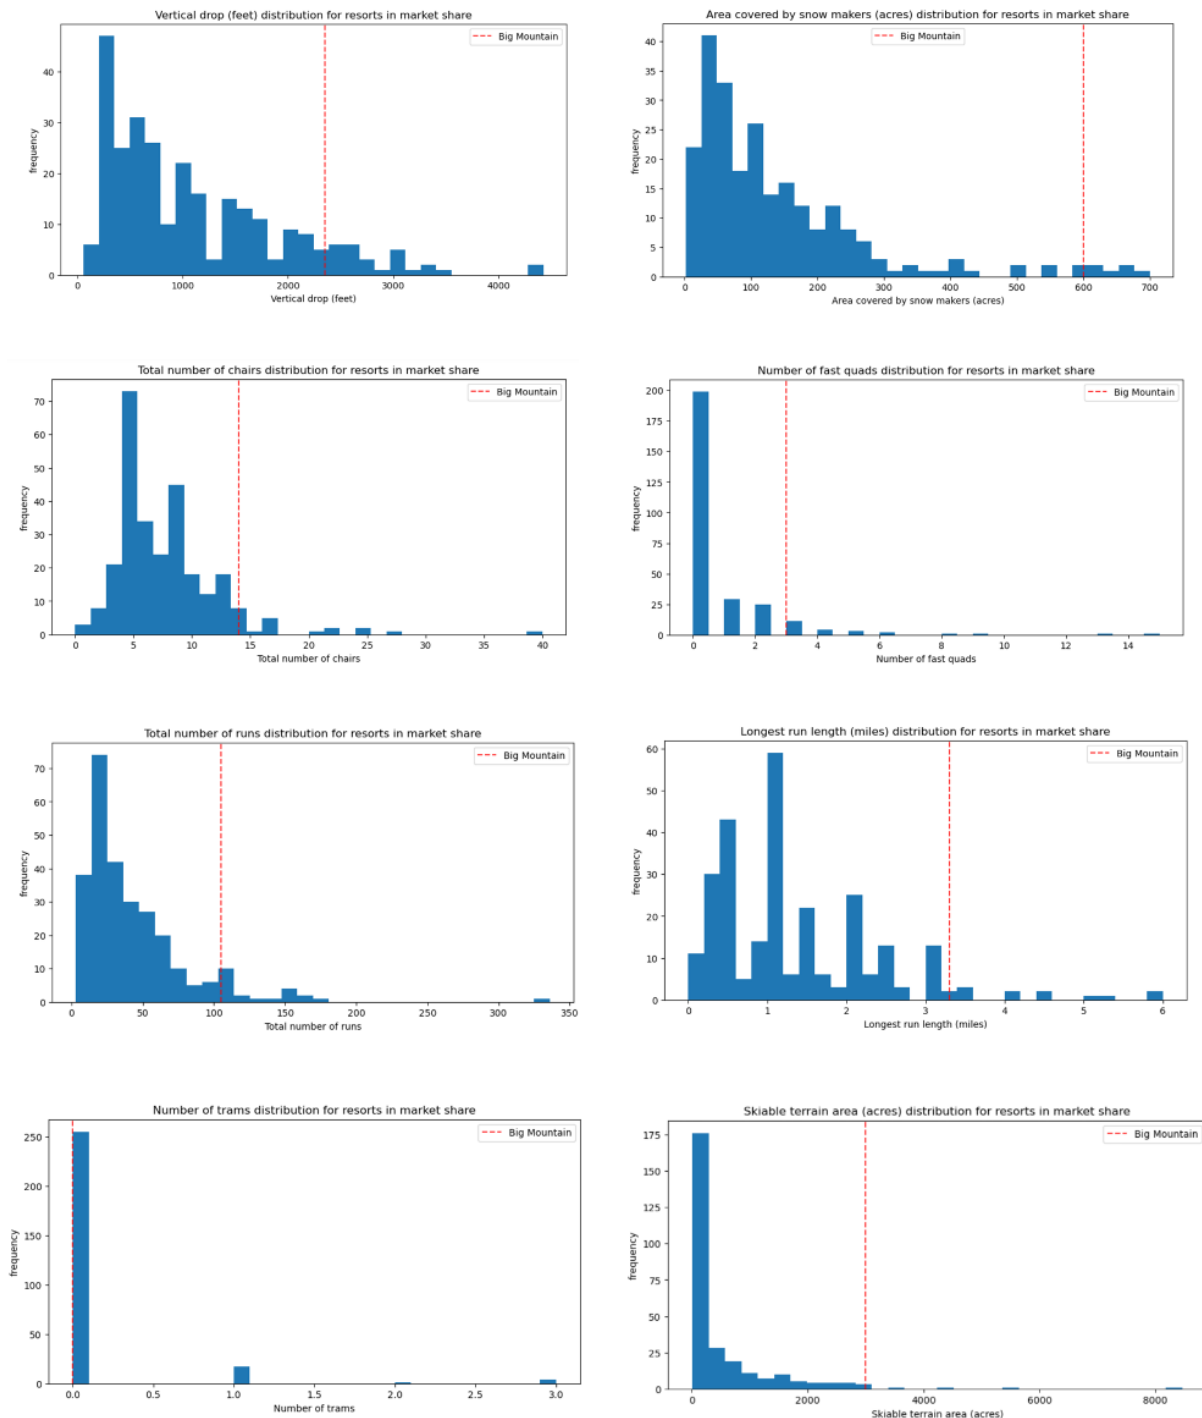 Vertical drop (feet) distribution for resorts in market share
Big Mountain
frequency
40
30
20
10
0
0 1000 2000 3000 4000
Vertical drop (feet)
Area covered by snow makers (acres) distribution for resorts in market share
Big Mountain
frequency
40
35
30
25
20
15
10
5
0
0 100 200 300 400 500 600 700
Area covered by snow makers (acres)
Total number of chairs distribution for resorts in market share
Big Mountain
frequency
70
60
50
40
30
20
10
0
0 5 10 15 20 25 30 35 40
Total number of chairs
Number of fast quads distribution for resorts in market share
Big Mountain
frequency
200
175
150
125
100
75
50
25
0
0 2 4 6 8 10 12 14
Number of fast quads
Total number of runs distribution for resorts in market share
Big Mountain
frequency
70
60
50
40
30
20
10
0
0 50 100 150 200 250 300 350
Total number of runs
Longest run length (miles) distribution for resorts in market share
Big Mountain
frequency
60
50
40
30
20
10
0
0 1 2 3 4 5 6
Longest run length (miles)
Number of trams distribution for resorts in market share
Big Mountain
frequency
250
200
150
100
50
0
0.0 0.5 1.0 1.5 2.0 2.5 3.0
Number of trams
Skiable terrain area (acres) distribution for resorts in market share
Big Mountain
frequency
175
150
125
100
75
50
25
0
0 2000 4000 6000 8000
Skiable terrain area (acres)